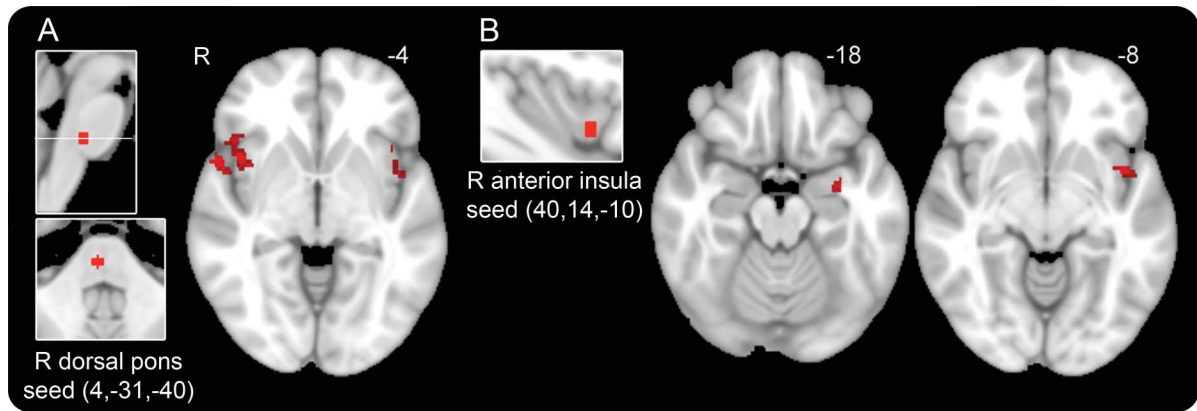 A
R
-4
R dorsal pons
seed (4,-31,-40)
B
R anterior insula
seed (40,14,-10)
-18
-8